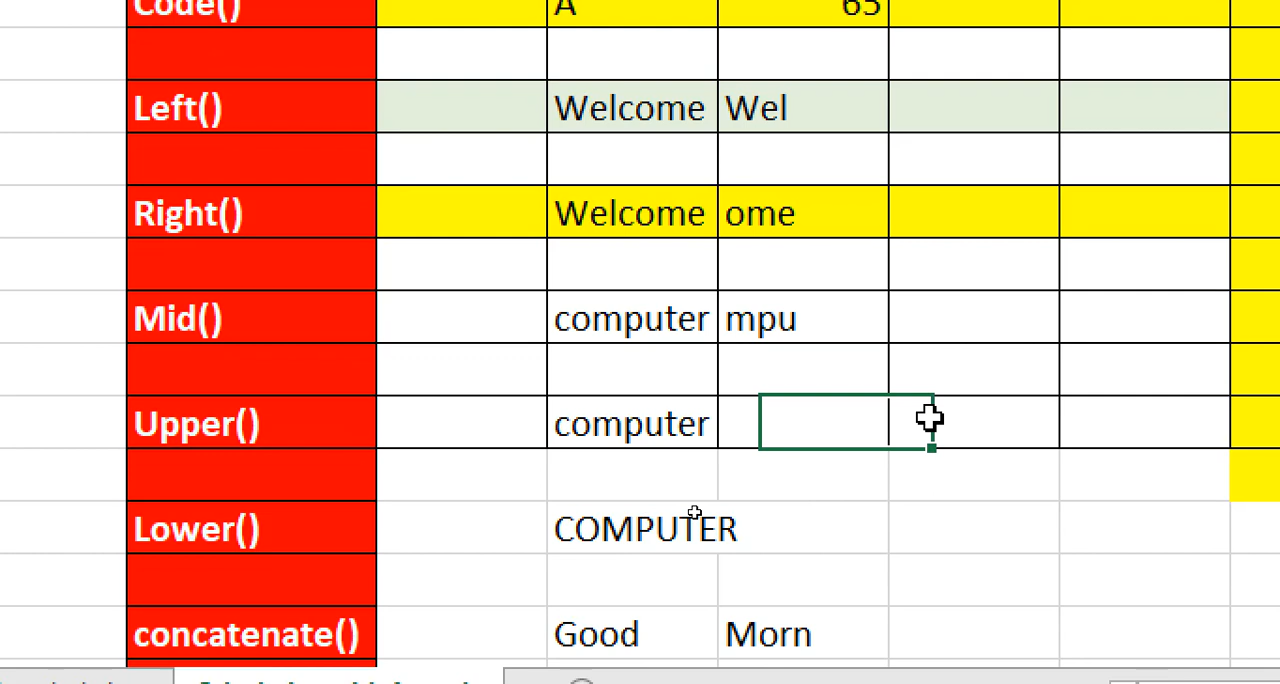 Code() A 65
Left() Welcome Wel
Right() Welcome ome
Mid() computer mpu
Upper() computer
Lower() COMPUTER
concatenate() Good Morn